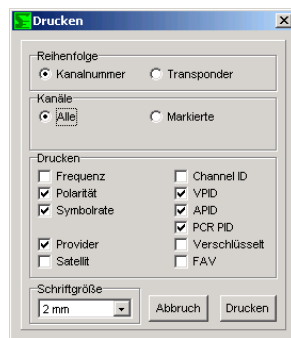 Drucken
Reihenfolge
Kanalnummer Transponder
Kanäle
Alle Markierte
Drucken
Frequenz Channel ID
Polarität VPID
Symbolrate APID
PCR PID
Provider Verschlüsselt
Satellit FAV
Schriftgröße
2 mm Abbruch Drucken